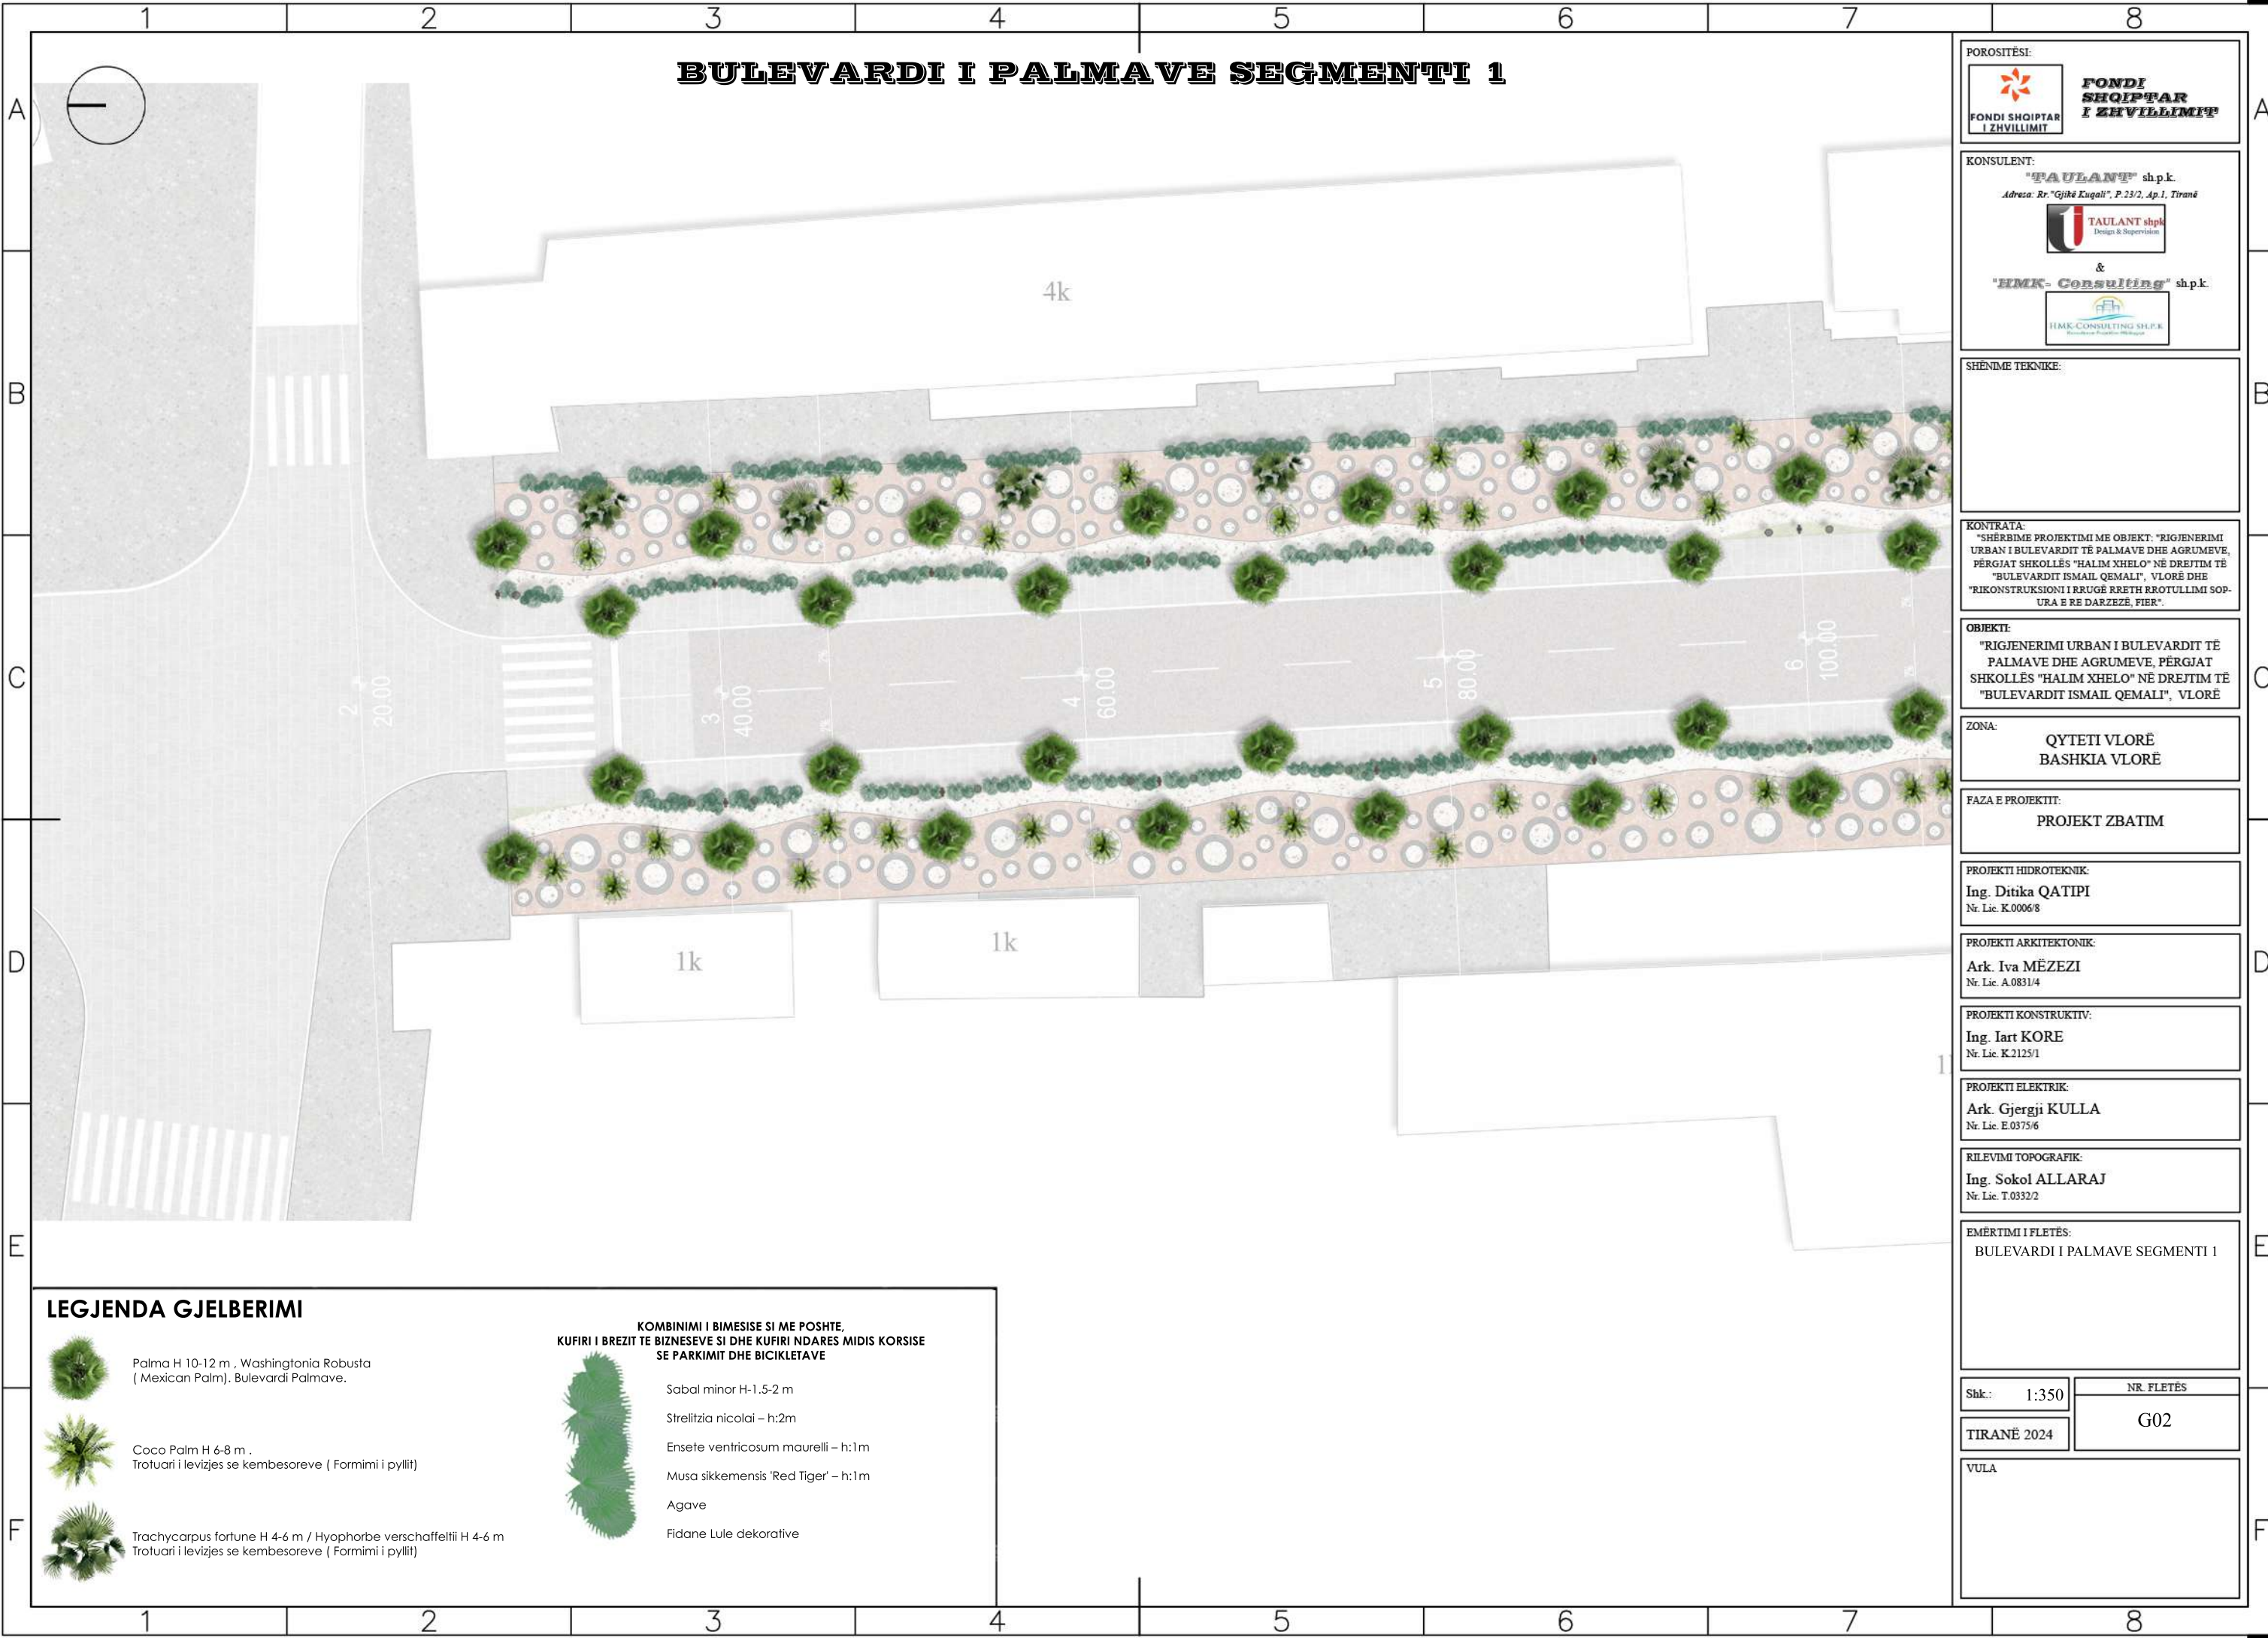 1 2 3 4 5 6 7 8
A
B
C
D
E
F
BULEVARDI I PALMAVE SEGMENTI 1
4k
2
20.00
3
40.00
4
60.00
5
80.00
6
100.00
1k
1k
LEGJENDA GJELBERIMI
Palma H 10-12 m , Washingtonia Robusta
( Mexican Palm). Bulevardi Palmave.
Coco Palm H 6-8 m .
Trotuari i levizjes se kembesoreve ( Formimi i pyllit)
Trachycarpus fortune H 4-6 m / Hyophorbe verschaffeltii H 4-6 m
Trotuari i levizjes se kembesoreve ( Formimi i pyllit)
KOMBINIMI I BIMESISE SI ME POSHTE,
KUFIRI I BREZIT TE BIZNESEVE SI DHE KUFIRI NDARES MIDIS KORSISE
SE PARKIMIT DHE BICIKLETAVE
Sabal minor H-1.5-2 m
Strelitzia nicolai – h:2m
Ensete ventricosum maurelli – h:1m
Musa sikkemensis 'Red Tiger' – h:1m
Agave
Fidane Lule dekorative
POROSITËSI:
FONDI SHQIPTAR
I ZHVILLIMIT
FONDI
SHQIPTAR
I ZHVILLIMIT
KONSULENT:
"TAULANT" sh.p.k.
Adresa: Rr."Gjikë Kuqali", P.23/2, Ap.1, Tiranë
TAULANT shpk
Design & Supervision
&
"HMK- Consulting" sh.p.k.
HMK-CONSULTING SH.P.K
SHËNIME TEKNIKE:
KONTRATA:
"SHËRBIME PROJEKTIMI ME OBJEKT: "RIGJENERIMI
URBAN I BULEVARDIT TË PALMAVE DHE AGRUMEVE,
PËRGJAT SHKOLLËS "HALIM XHELO" NË DREJTIM TË
"BULEVARDIT ISMAIL QEMALI", VLORË DHE
"RIKONSTRUKSIONI I RRUGË RRETH RROTULLIMI SOP-
URA E RE DARZEZË, FIER".
OBJEKTI:
"RIGJENERIMI URBAN I BULEVARDIT TË
PALMAVE DHE AGRUMEVE, PËRGJAT
SHKOLLËS "HALIM XHELO" NË DREJTIM TË
"BULEVARDIT ISMAIL QEMALI", VLORË
ZONA:
QYTETI VLORË
BASHKIA VLORË
FAZA E PROJEKTIT:
PROJEKT ZBATIM
PROJEKTI HIDROTEKNIK:
Ing. Ditika QATIPI
Nr. Lic. K.0006/8
PROJEKTI ARKITEKTONIK:
Ark. Iva MËZEZI
Nr. Lic. A.0831/4
PROJEKTI KONSTRUKTIV:
Ing. Iart KORE
Nr. Lic. K.2125/1
PROJEKTI ELEKTRIK:
Ark. Gjergji KULLA
Nr. Lic. E.0375/6
RILEVIMI TOPOGRAFIK:
Ing. Sokol ALLARAJ
Nr. Lic. T.0332/2
EMËRTIMI I FLETËS:
BULEVARDI I PALMAVE SEGMENTI 1
Shk.: 1:350
NR. FLETËS
G02
TIRANË 2024
VULA
A
B
C
D
E
F
1 2 3 4 5 6 7 8